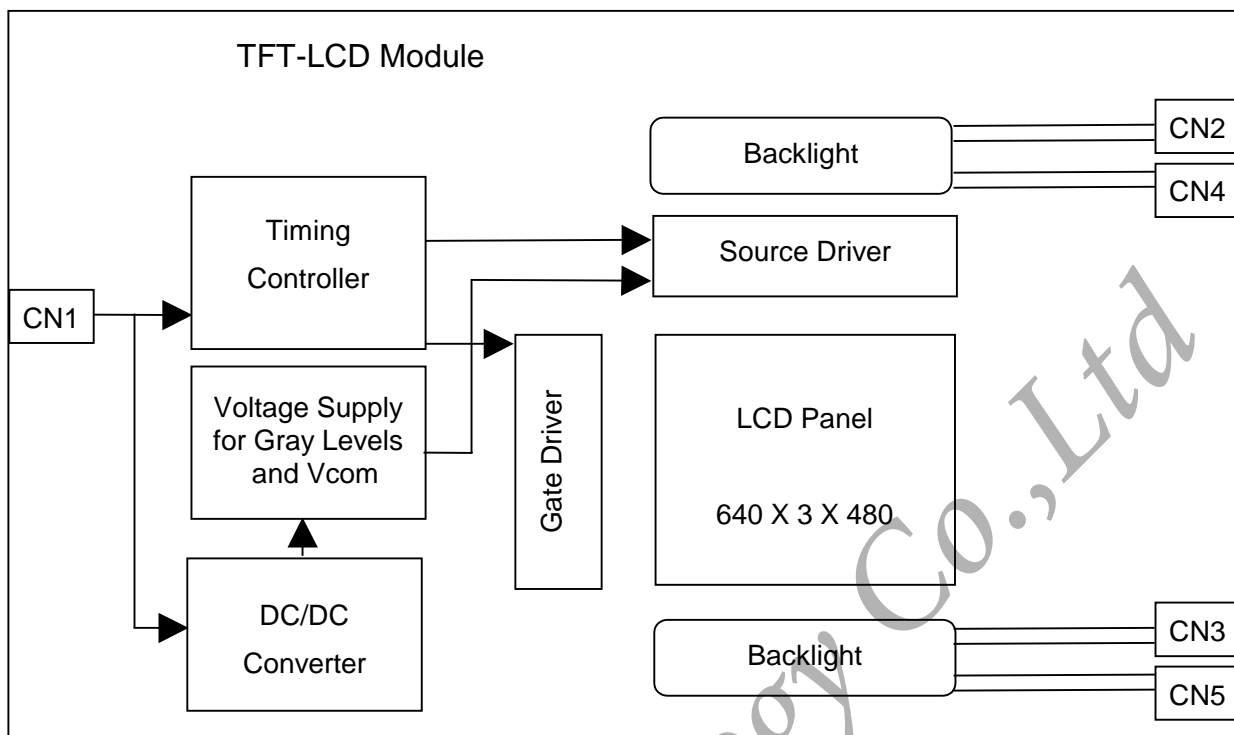 TFT-LCD Module
Backlight
CN2
CN4
Timing
Controller
Source Driver
CN1
Voltage Supply
for Gray Levels
and Vcom
Gate Driver
LCD Panel
640 X 3 X 480
DC/DC
Converter
Backlight
CN3
CN5
Co.,Ltd